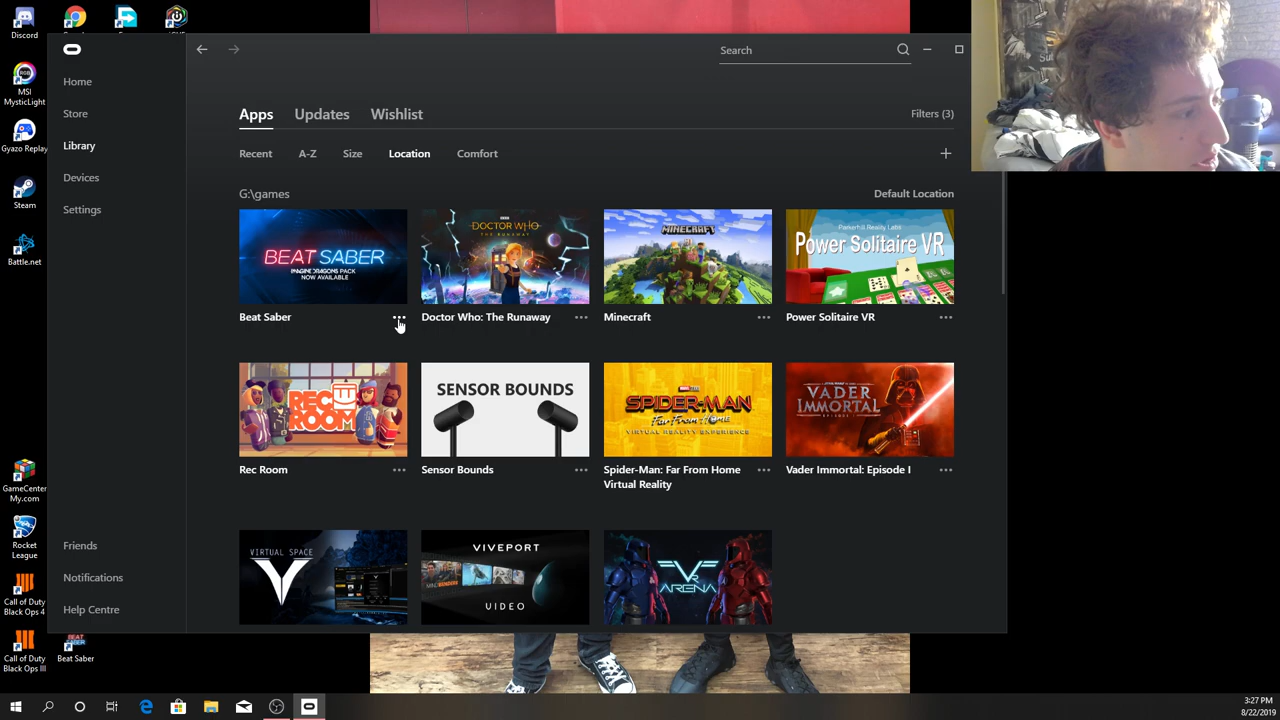 Discord
MSI
MysticLight
Gyazo Replay
Steam
Battle.net
GameCenter
My.com
Rocket
League
Call of Duty
Black Ops 4
Call of Duty
Black Ops III
Beat Saber
Home
Store
Library
Devices
Settings
Friends
Notifications
Help Centre
Search
Apps
Updates
Wishlist
Filters (3)
Recent
A-Z
Size
Location
Comfort
G:\games
Default Location
BEAT SABER
IMAGINE DRAGONS PACK
NOW AVAILABLE
Beat Saber
DOCTOR WHO
THE RUNAWAY
Doctor Who: The Runaway
MINECRAFT
Minecraft
Parkerhill Reality Labs
Power Solitaire VR
Power Solitaire VR
REC
ROOM
Rec Room
SENSOR BOUNDS
Sensor Bounds
SPIDER-MAN
Far From Home
VIRTUAL REALITY EXPERIENCE
Spider-Man: Far From Home
Virtual Reality
VADER
IMMORTAL
Vader Immortal: Episode I
VIRTUAL SPACE
VIVEPORT
VIDEO
VR
ARENA
3:27 PM
8/22/2019